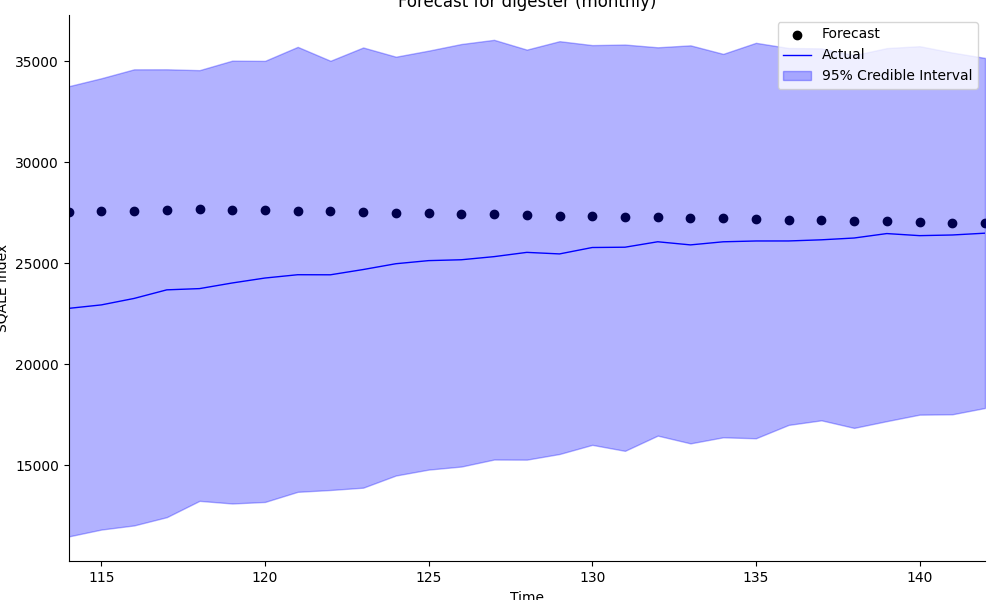 Forecast for digester (monthly)
Forecast
Actual
95% Credible Interval
35000
30000
25000
20000
15000
SQALE Index
115
120
125
130
135
140
Time